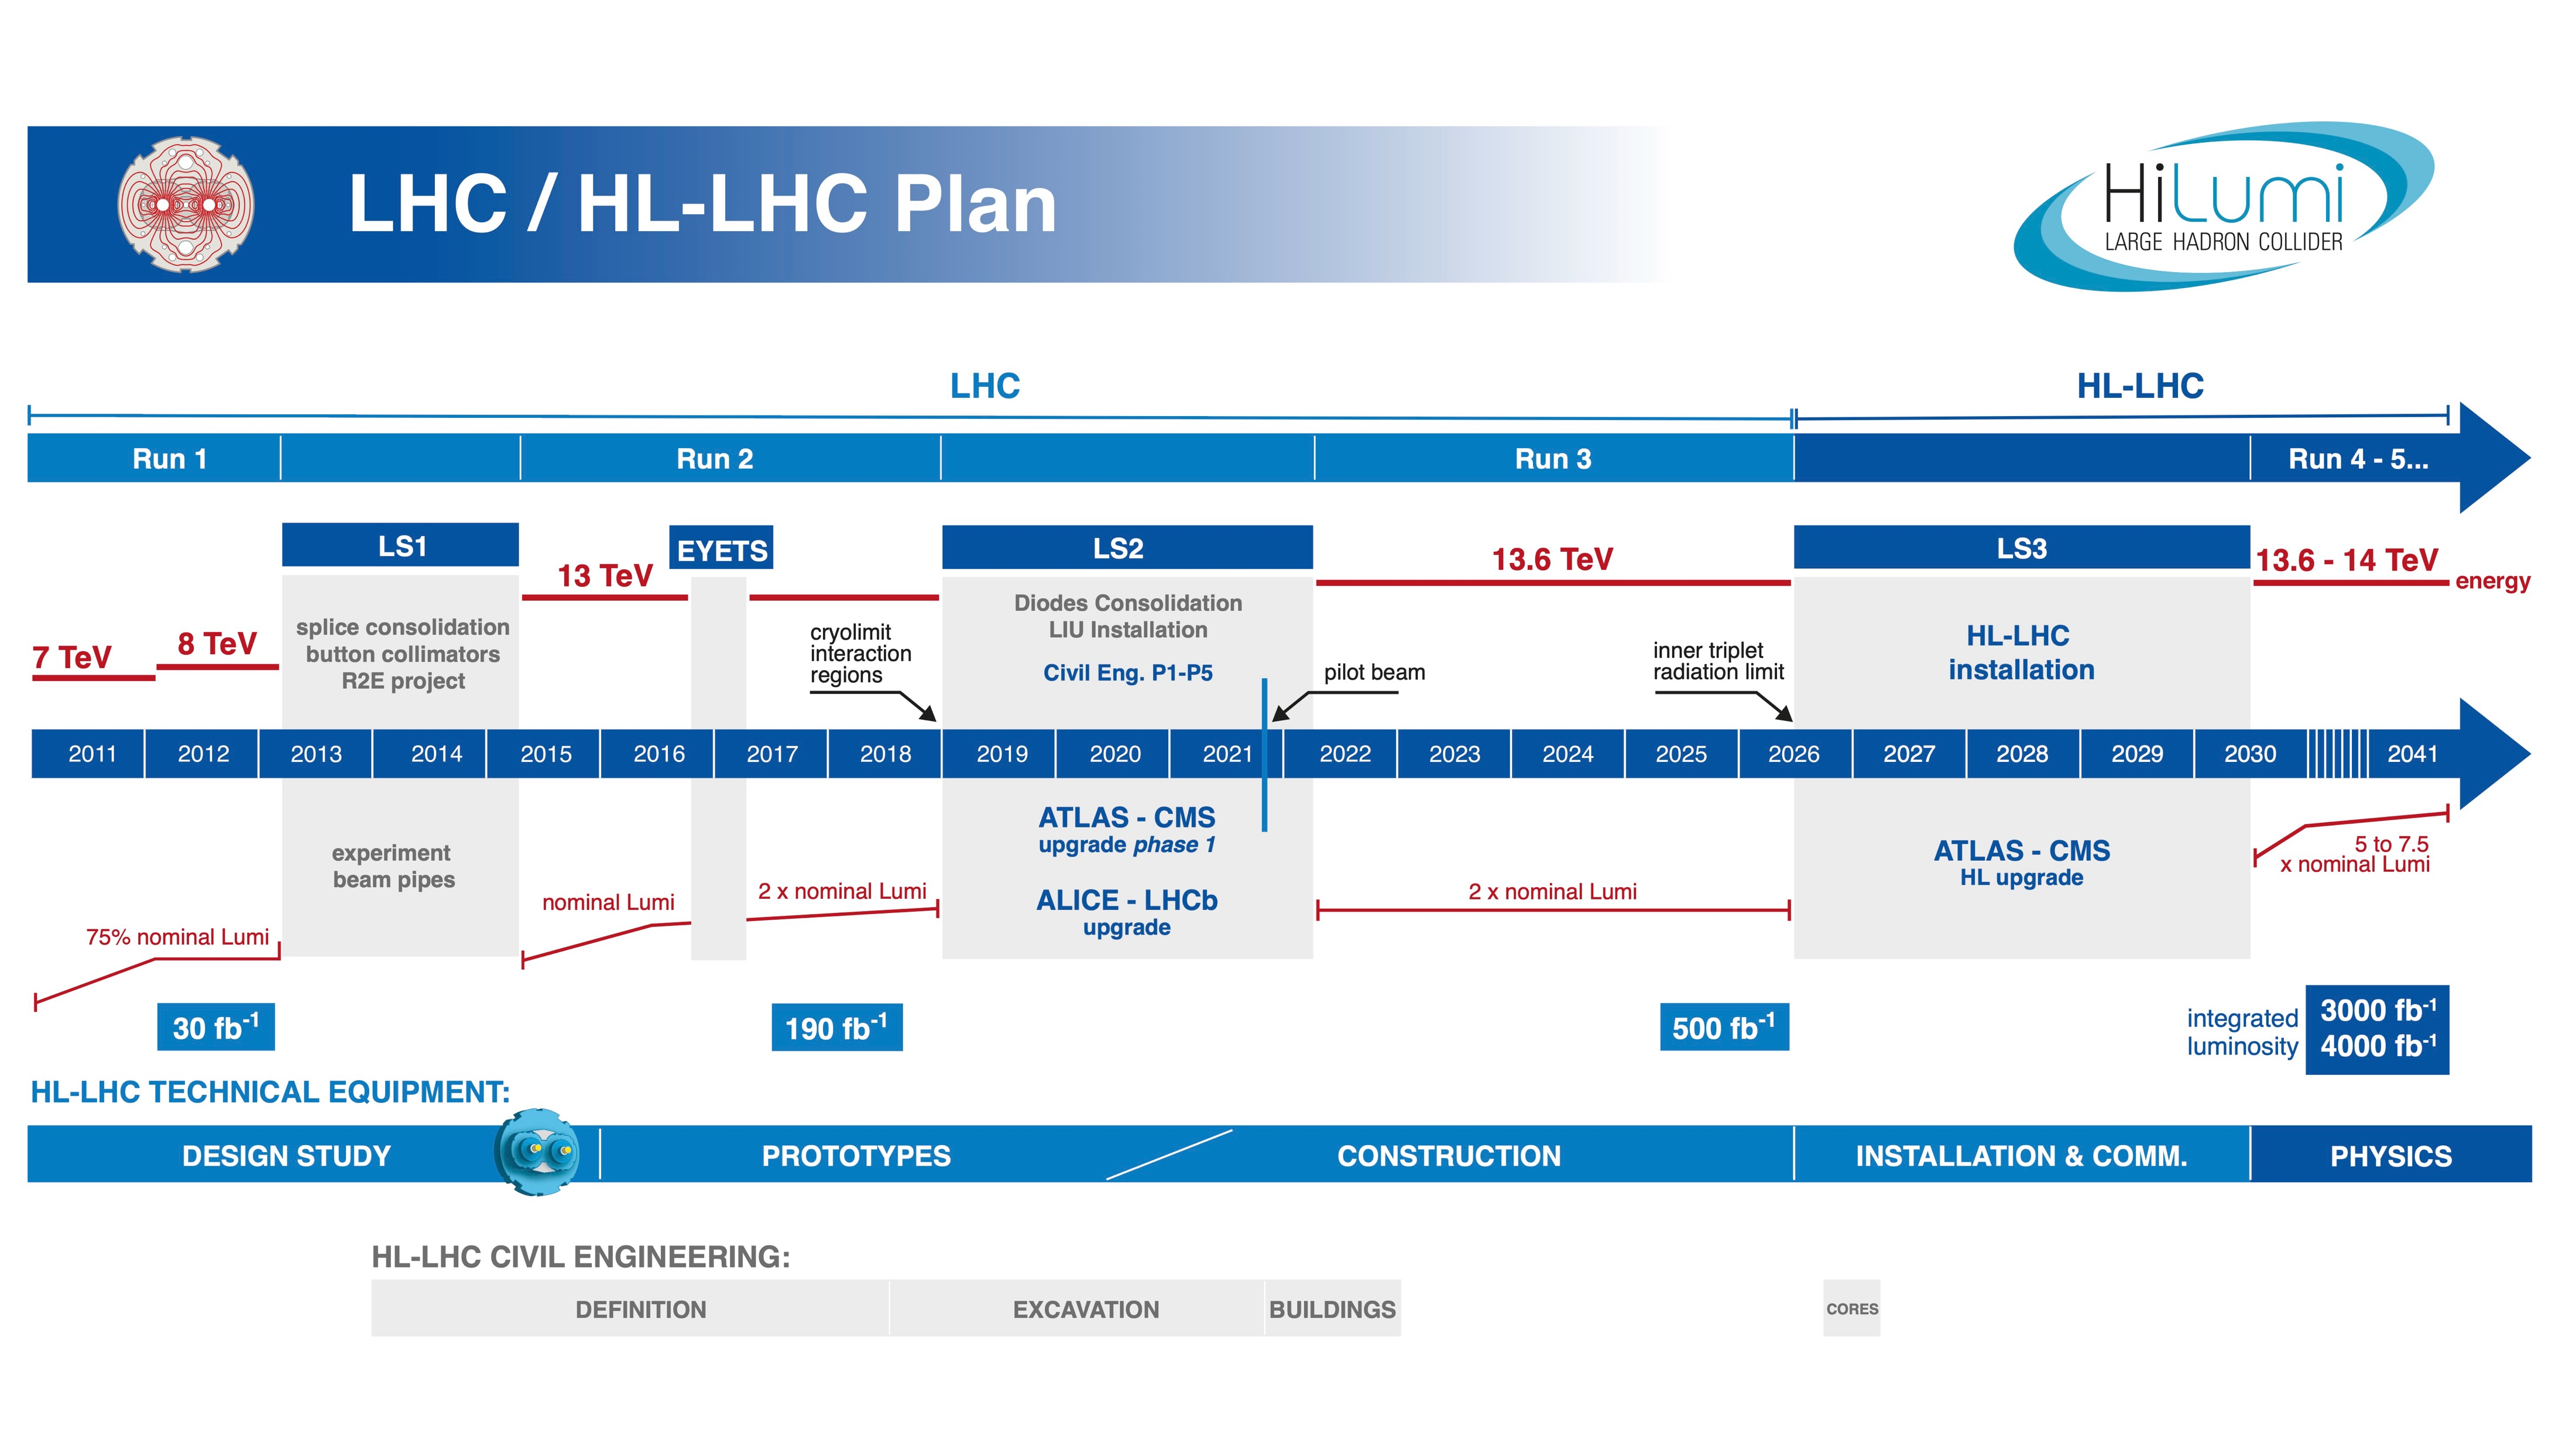 LHC / HL-LHC Plan
HiLumi
LARGE HADRON COLLIDER
LHC
HL-LHC
Run 1
Run 2
Run 3
Run 4 - 5...
LS1
EYETS
LS2
LS3
13 TeV
13.6 TeV
13.6 - 14 TeV
energy
7 TeV
8 TeV
splice consolidation
button collimators
R2E project
cryolimit
interaction
regions
Diodes Consolidation
LIU Installation
Civil Eng. P1-P5
pilot beam
inner triplet
radiation limit
HL-LHC
installation
2011
2012
2013
2014
2015
2016
2017
2018
2019
2020
2021
2022
2023
2024
2025
2026
2027
2028
2029
2030
2041
experiment
beam pipes
ATLAS - CMS
upgrade phase 1
ALICE - LHCb
upgrade
ATLAS - CMS
HL upgrade
5 to 7.5
x nominal Lumi
75% nominal Lumi
nominal Lumi
2 x nominal Lumi
2 x nominal Lumi
30 fb⁻¹
190 fb⁻¹
500 fb⁻¹
integrated
luminosity
3000 fb⁻¹
4000 fb⁻¹
HL-LHC TECHNICAL EQUIPMENT:
DESIGN STUDY
PROTOTYPES
CONSTRUCTION
INSTALLATION & COMM.
PHYSICS
HL-LHC CIVIL ENGINEERING:
DEFINITION
EXCAVATION
BUILDINGS
CORES